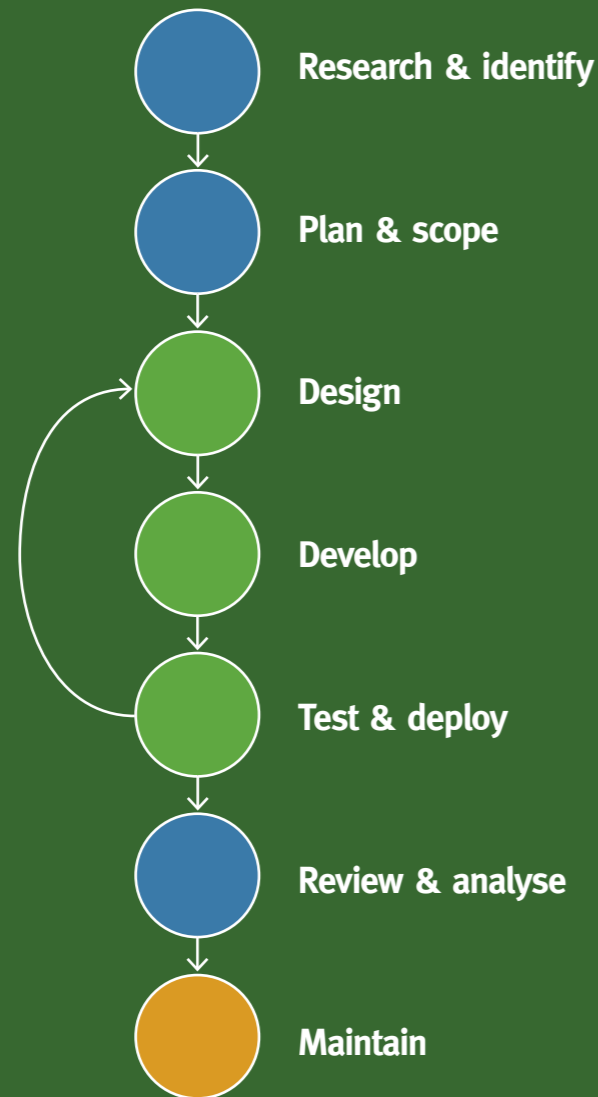 Research & identify
Plan & scope
Design
Develop
Test & deploy
Review & analyse
Maintain